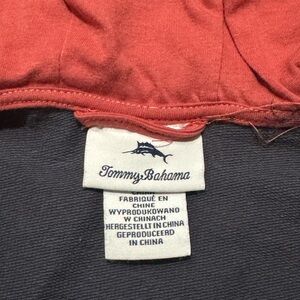 Tommy Bahama
FABRIQUÉ EN
CHINE
WYPRODUKOWANO
W CHINACH
HERGESTELLT IN CHINA
GEPRODUCEERD
IN CHINA